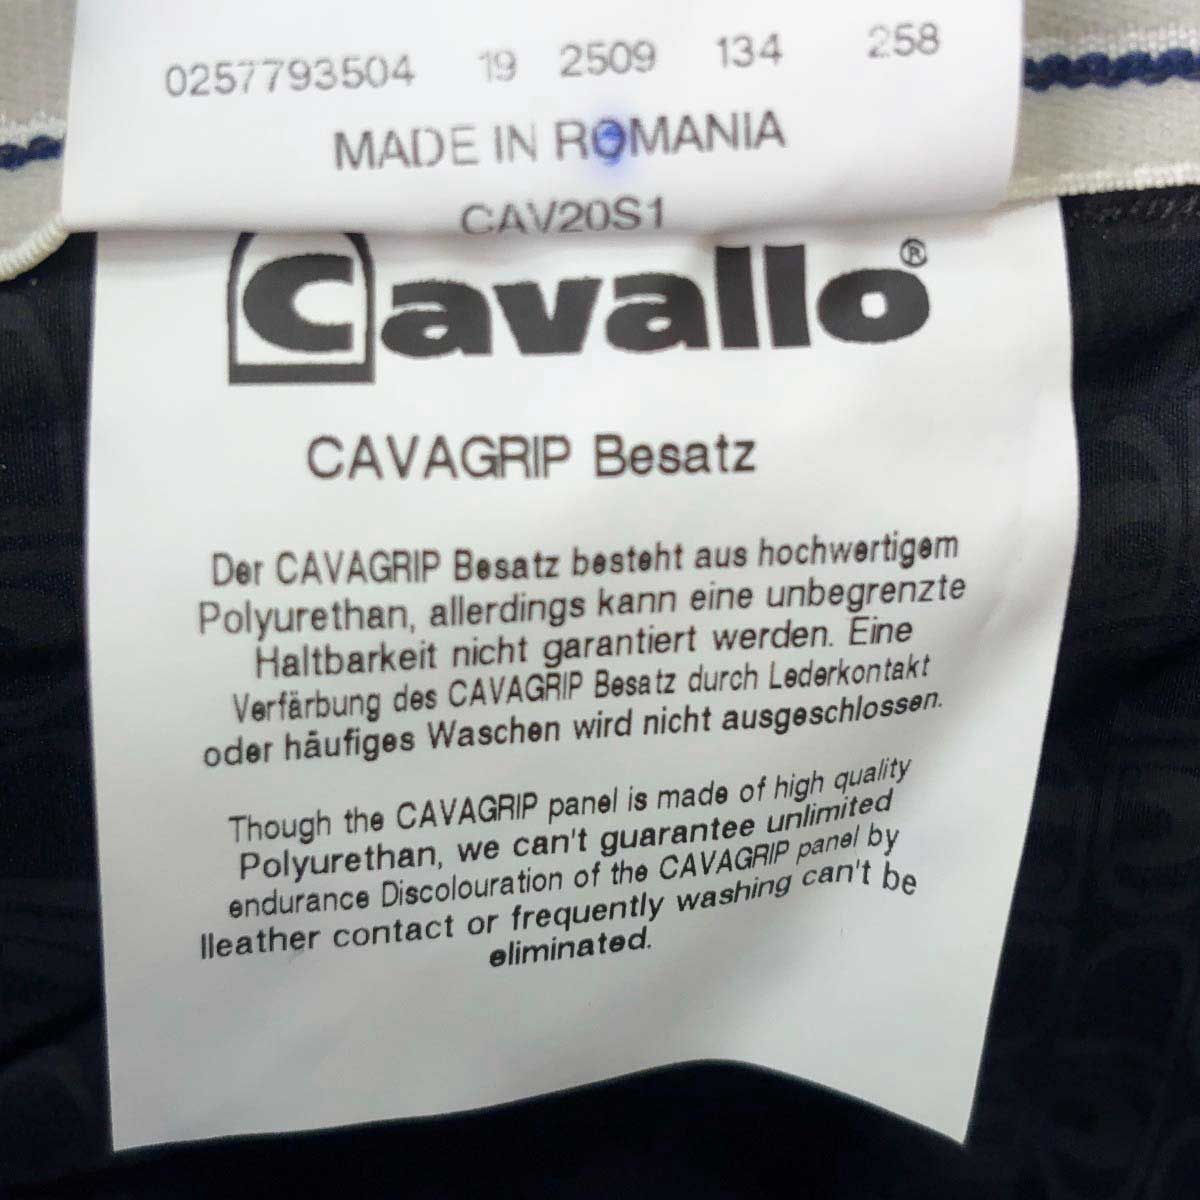 0257793504 19 2509 134 258
MADE IN ROMANIA
CAV20S1
Cavallo®
CAVAGRIP Besatz
Der CAVAGRIP Besatz besteht aus hochwertigem
Polyurethan, allerdings kann eine unbegrenzte
Haltbarkeit nicht garantiert werden. Eine
Verfärbung des CAVAGRIP Besatz durch Lederkontakt
oder häufiges Waschen wird nicht ausgeschlossen.
Though the CAVAGRIP panel is made of high quality
Polyurethan, we can't guarantee unlimited
endurance Discolouration of the CAVAGRIP panel by
lleather contact or frequently washing can't be
eliminated.